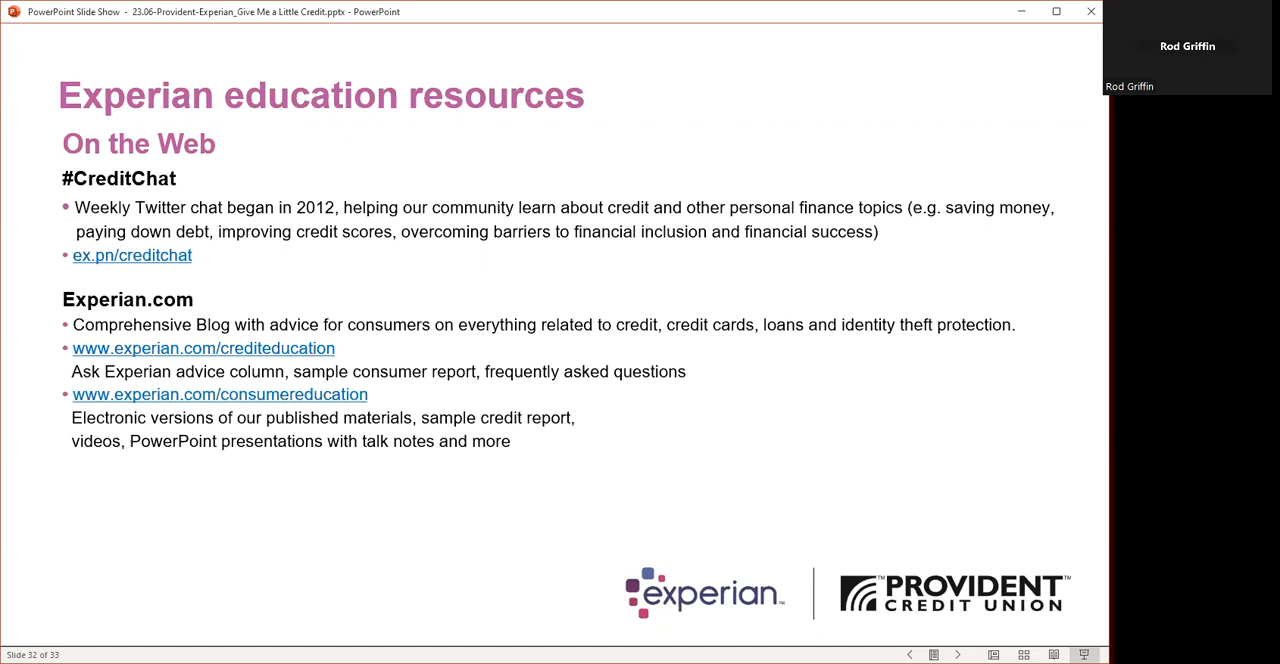 PowerPoint Slide Show - 23.06-Provident-Experian_Give Me a Little Credit.pptx - PowerPoint
Rod Griffin
Rod Griffin
Experian education resources
On the Web
#CreditChat
• Weekly Twitter chat began in 2012, helping our community learn about credit and other personal finance topics (e.g. saving money,
paying down debt, improving credit scores, overcoming barriers to financial inclusion and financial success)
• ex.pn/creditchat
Experian.com
• Comprehensive Blog with advice for consumers on everything related to credit, credit cards, loans and identity theft protection.
• www.experian.com/crediteducation
Ask Experian advice column, sample consumer report, frequently asked questions
• www.experian.com/consumereducation
Electronic versions of our published materials, sample credit report,
videos, PowerPoint presentations with talk notes and more
experian™
™PROVIDENT™
CREDIT UNION
Slide 32 of 33